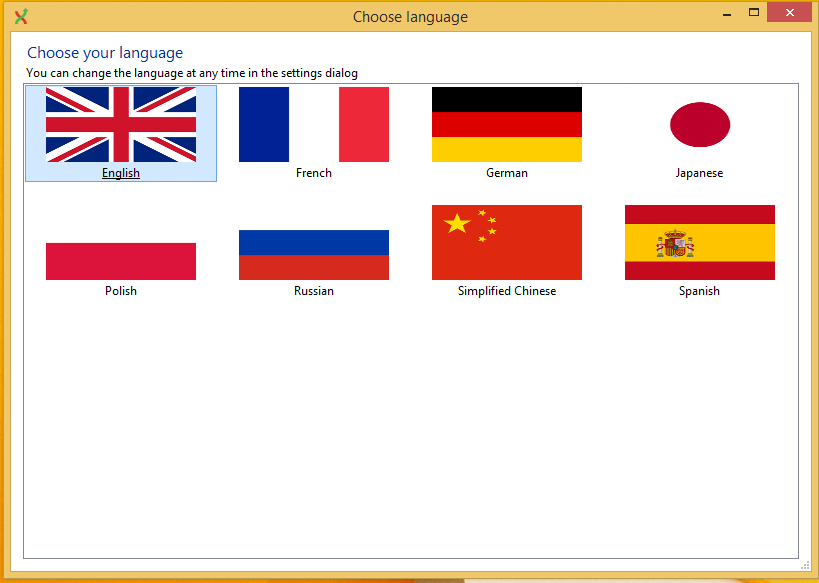 Choose language
Choose your language
You can change the language at any time in the settings dialog
English
French
German
Japanese
Polish
Russian
Simplified Chinese
Spanish